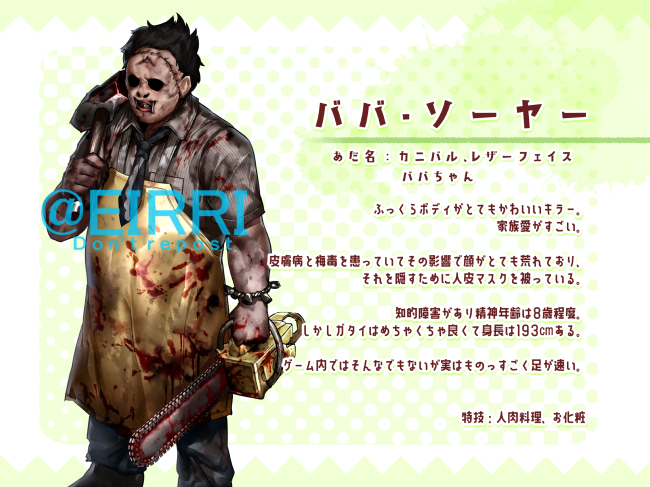 ババ・ソーヤー
あだ名：カニバル、レザーフェイス
ババちゃん
ふっくらボディがとてもかわいいキラー。
家族愛がすごい。
皮膚病と梅毒を患っていてその影響で顔がとても荒れており、
それを隠すために人皮マスクを被っている。
知的障害があり精神年齢は8歳程度。
しかしガタイはめちゃくちゃ良くて身長は193cmある。
ゲーム内ではそんなでもないが実はものっすごく足が速い。
特技：人肉料理、お化粧
@EIRRI
Don't repost